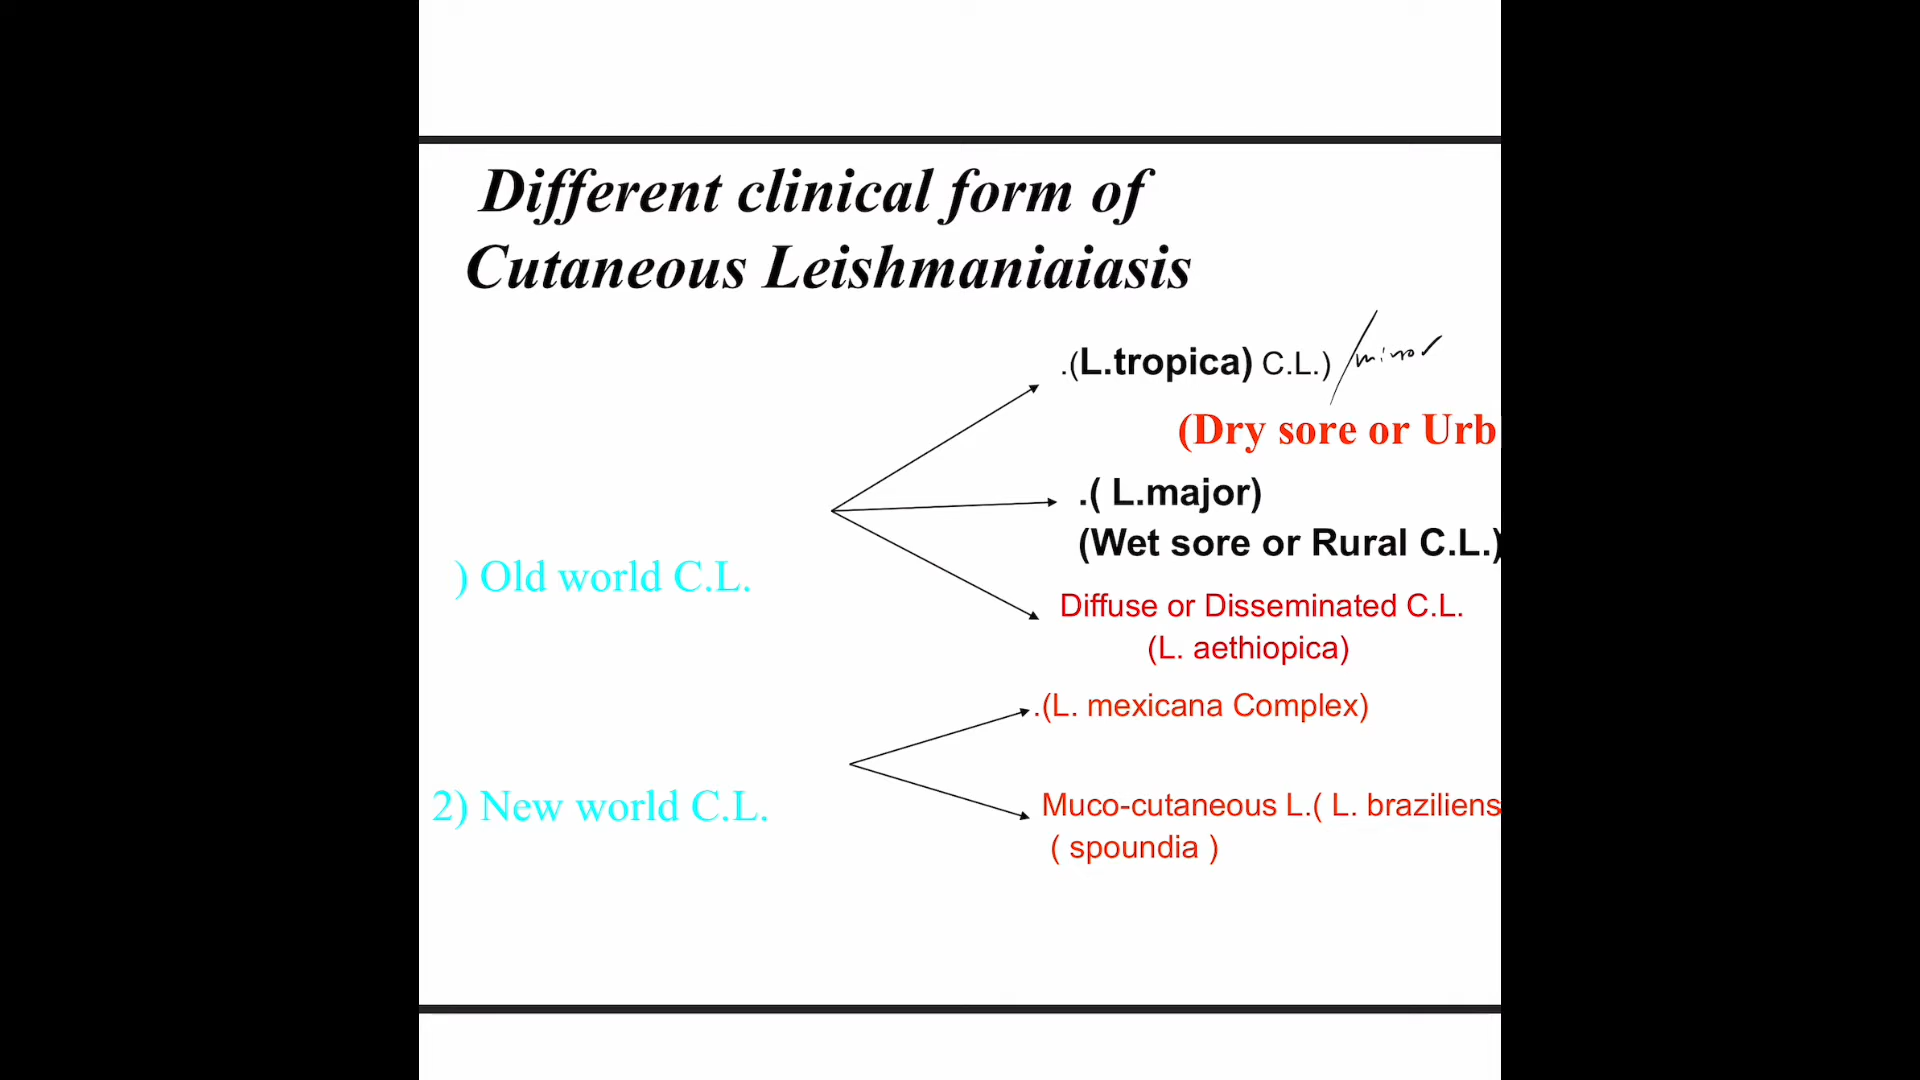 Different clinical form of
Cutaneous Leishmaniaiasis
.(L.tropica) C.L.) /minor
(Dry sore or Urb
.( L.major)
(Wet sore or Rural C.L.)
) Old world C.L.
Diffuse or Disseminated C.L.
(L. aethiopica)
.(L. mexicana Complex)
2) New world C.L.
Muco-cutaneous L.( L. braziliens
( spoundia )